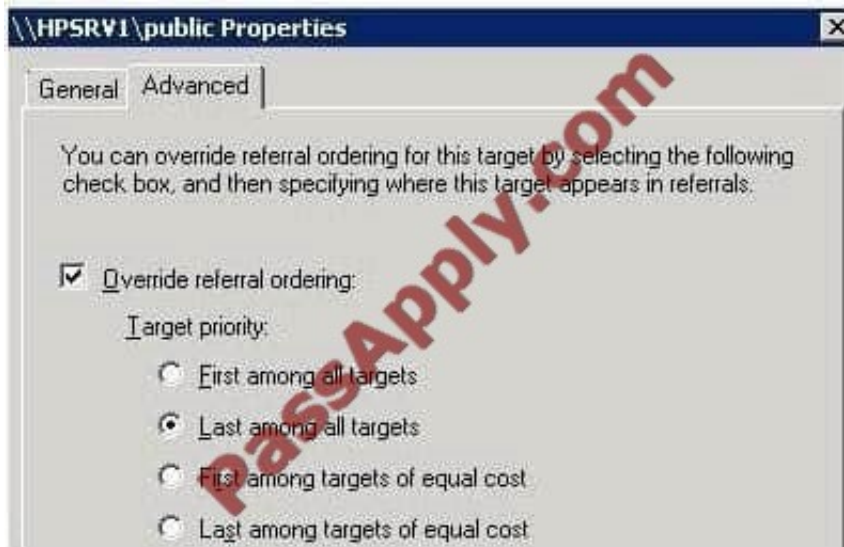 \\HPSRV1\public Properties
General Advanced
You can override referral ordering for this target by selecting the following
check box, and then specifying where this target appears in referrals.
Override referral ordering:
Target priority:
First among all targets
Last among all targets
First among targets of equal cost
Last among targets of equal cost
PassApply.com